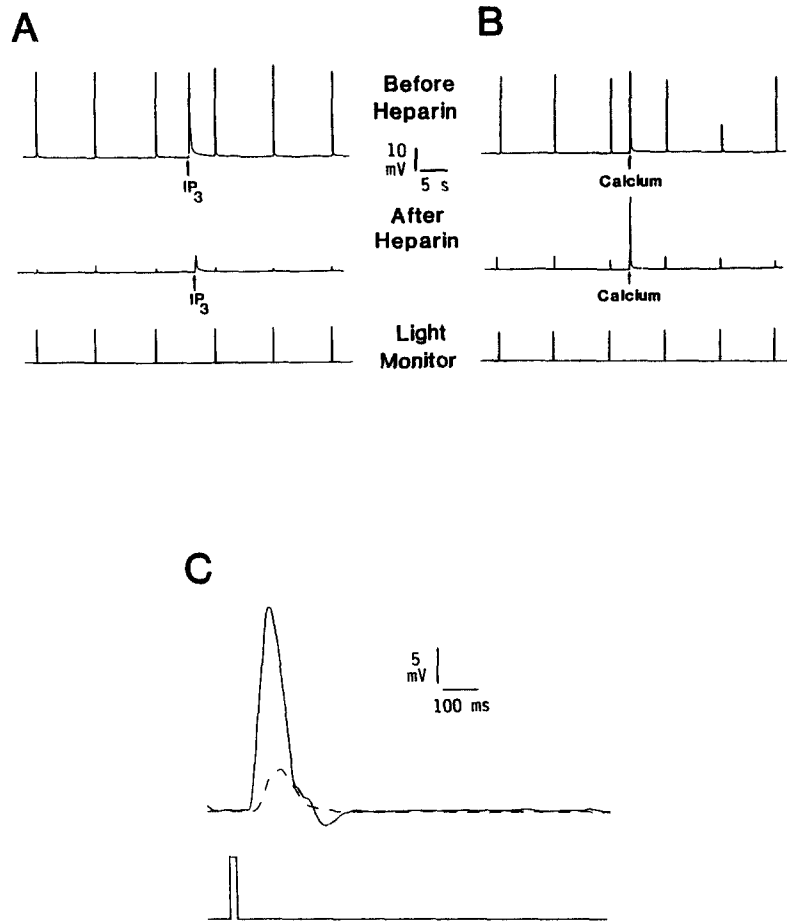 A
B
Before
Heparin
10
mV
5 s
IP3
Calcium
After
Heparin
IP3
Calcium
Light
Monitor
C
5
mV
100 ms